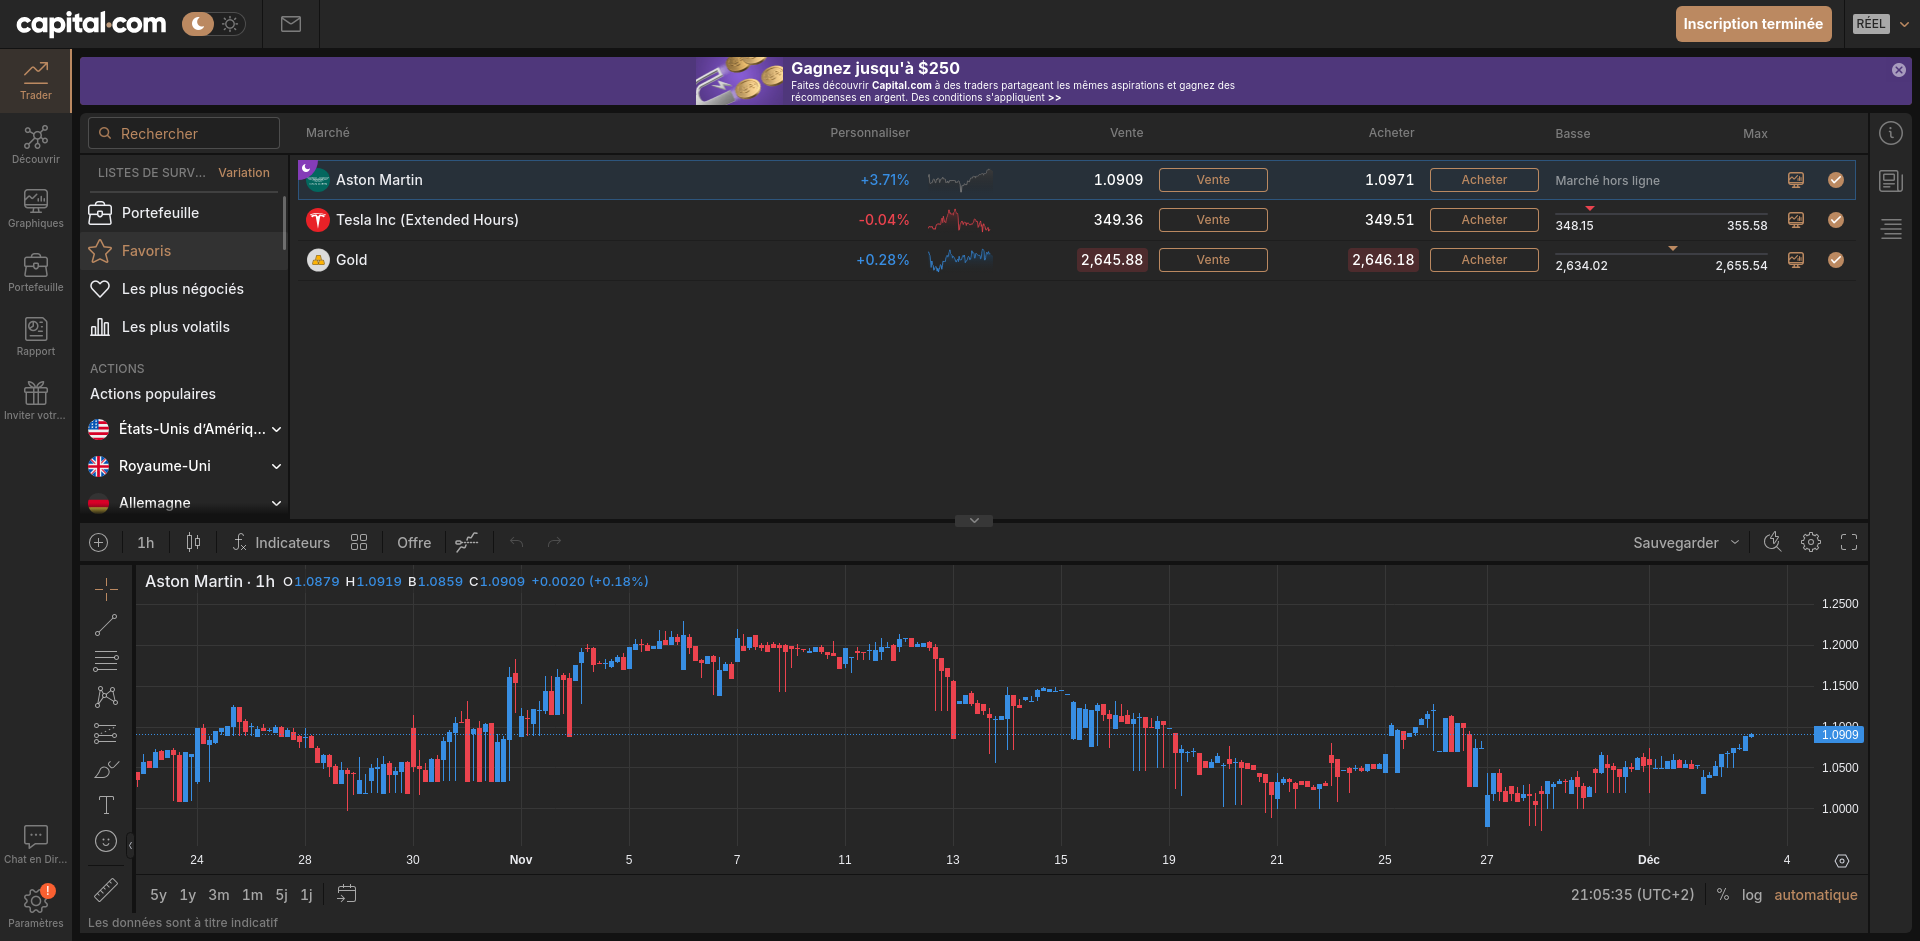 capital.com
Inscription terminée
RÉEL
Trader
Découvrir
Graphiques
Portefeuille
Rapport
Inviter votr...
Chat en Dir...
!
Paramètres
Gagnez jusqu'à $250
Faites découvrir Capital.com à des traders partageant les mêmes aspirations et gagnez des
récompenses en argent. Des conditions s'appliquent >>
Rechercher
LISTES DE SURV... Variation
Portefeuille
Favoris
Les plus négociés
Les plus volatils
ACTIONS
Actions populaires
États-Unis d’Amériq...
Royaume-Uni
Allemagne
Marché Personnaliser Vente Acheter Basse Max
Aston Martin +3.71% 1.0909 Vente 1.0971 Acheter Marché hors ligne
Tesla Inc (Extended Hours) -0.04% 349.36 Vente 349.51 Acheter 348.15 355.58
Gold +0.28% 2,645.88 Vente 2,646.18 Acheter 2,634.02 2,655.54
1h Indicateurs Offre Sauvegarder
Aston Martin · 1h O1.0879 H1.0919 B1.0859 C1.0909 +0.0020 (+0.18%)
1.2500
1.2000
1.1500
1.1000
1.0909
1.0500
1.0000
24 28 30 Nov 5 7 11 13 15 19 21 25 27 Déc 4
5y 1y 3m 1m 5j 1j 21:05:35 (UTC+2) % log automatique
Les données sont à titre indicatif